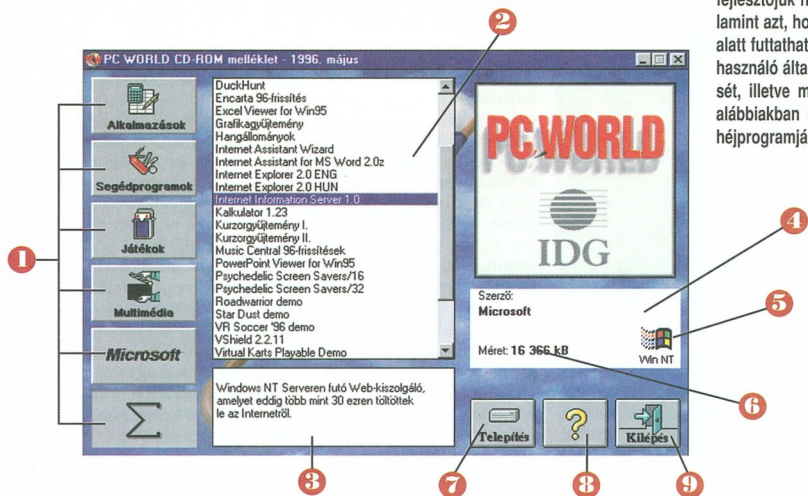 fejlesztőjük
lamint azt, ho
alatt futtathat
használó álta
sét, illetve m
alábbiakban
héjprogramjá
PC WORLD CD-ROM melléklet - 1996. május
Alkalmazások
Segédprogramok
Játékok
Multimédia
Microsoft
Σ
DuckHunt
Encarta 96-frissítés
Excel Viewer for Win95
Grafikagyűjtemény
Hangállományok
Internet Assistant Wizard
Internet Assistant for MS Word 2.0z
Internet Explorer 2.0 ENG
Internet Explorer 2.0 HUN
Internet Information Server 1.0
Kalkulator 1.23
Kurzorgyűjtemény I.
Kurzorgyűjtemény II.
Music Central 96-frissítések
PowerPoint Viewer for Win95
Psychedelic Screen Savers/16
Psychedelic Screen Savers/32
Roadwarrior demo
Star Dust demo
VR Soccer '96 demo
VShield 2.2.11
Virtual Karts Playable Demo
Windows NT Serveren futó Web-kiszolgáló,
amelyet eddig több mint 30 ezren töltöttek
le az Internetről.
PC WORLD
IDG
Szerző:
Microsoft
Méret: 16 366 kB
Win NT
Telepítés
?
Kilépés
1
2
3
4
5
6
7
8
9